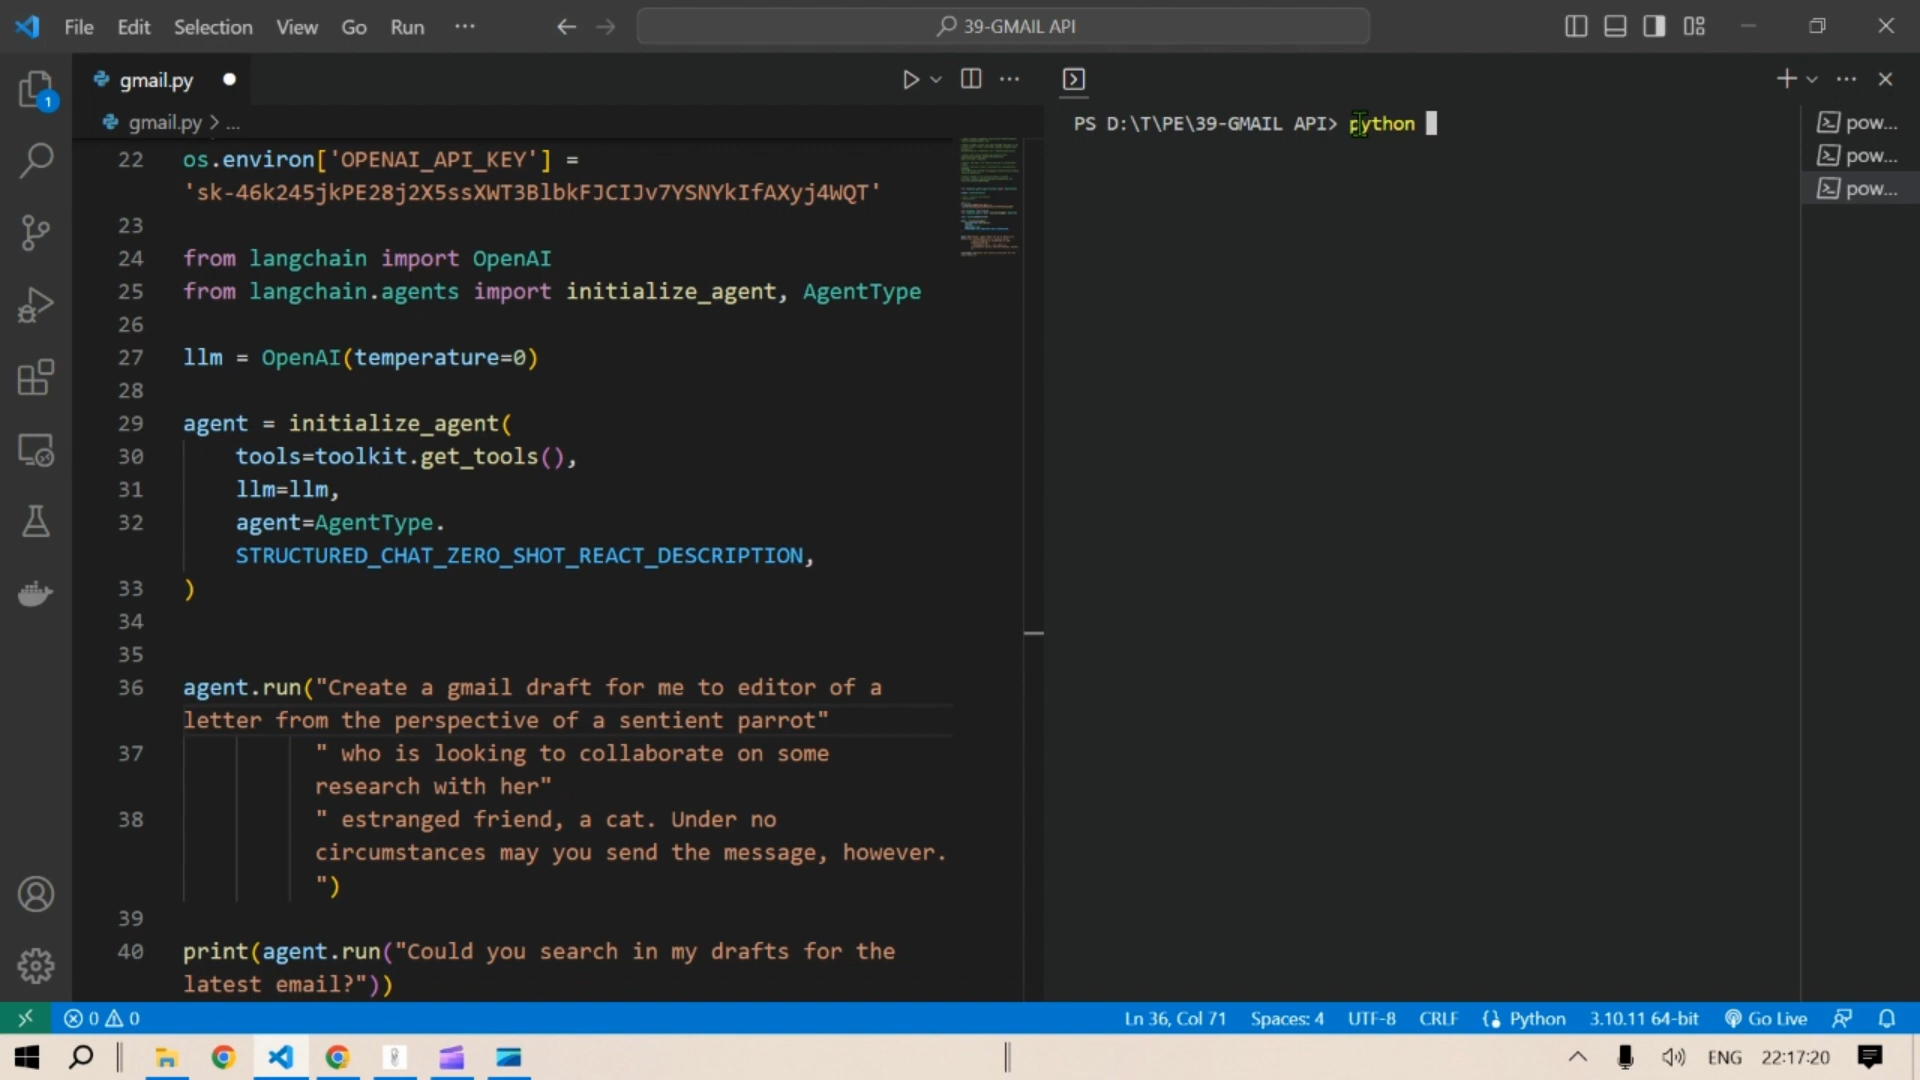 File Edit Selection View Go Run ···
39-GMAIL API
gmail.py
gmail.py > ...
22 os.environ['OPENAI_API_KEY'] =
'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'
23
24 from langchain import OpenAI
25 from langchain.agents import initialize_agent, AgentType
26
27 llm = OpenAI(temperature=0)
28
29 agent = initialize_agent(
30 tools=toolkit.get_tools(),
31 llm=llm,
32 agent=AgentType.
STRUCTURED_CHAT_ZERO_SHOT_REACT_DESCRIPTION,
33 )
34
35
36 agent.run("Create a gmail draft for me to editor of a
letter from the perspective of a sentient parrot"
37 " who is looking to collaborate on some
research with her"
38 " estranged friend, a cat. Under no
circumstances may you send the message, however.
")
39
40 print(agent.run("Could you search in my drafts for the
latest email?"))
PS D:\T\PE\39-GMAIL API> python
pow...
pow...
pow...
1
0 0
Ln 36, Col 71 Spaces: 4 UTF-8 CRLF Python 3.10.11 64-bit Go Live
ENG 22:17:20